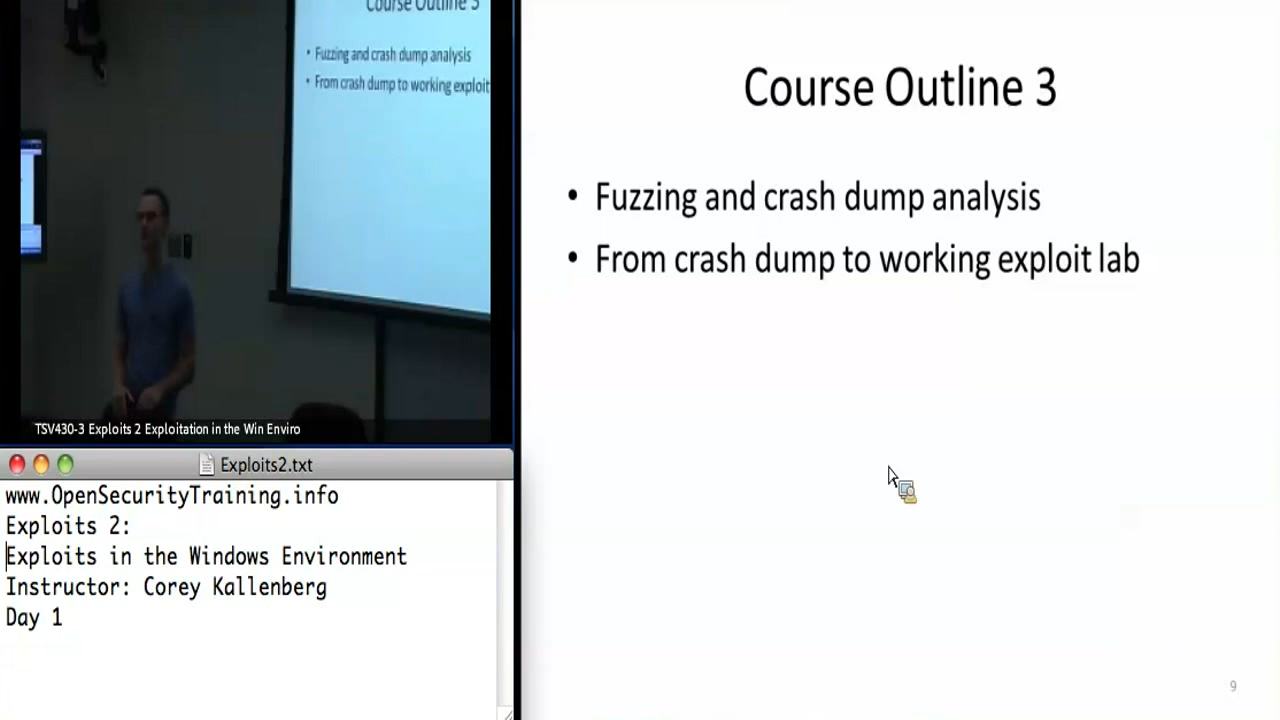 Course Outline 3
• Fuzzing and crash dump analysis
• From crash dump to working exploit
TSV430-3 Exploits 2 Exploitation in the Win Enviro
Exploits2.txt
www.OpenSecurityTraining.info
Exploits 2:
Exploits in the Windows Environment
Instructor: Corey Kallenberg
Day 1
Course Outline 3
• Fuzzing and crash dump analysis
• From crash dump to working exploit lab
9